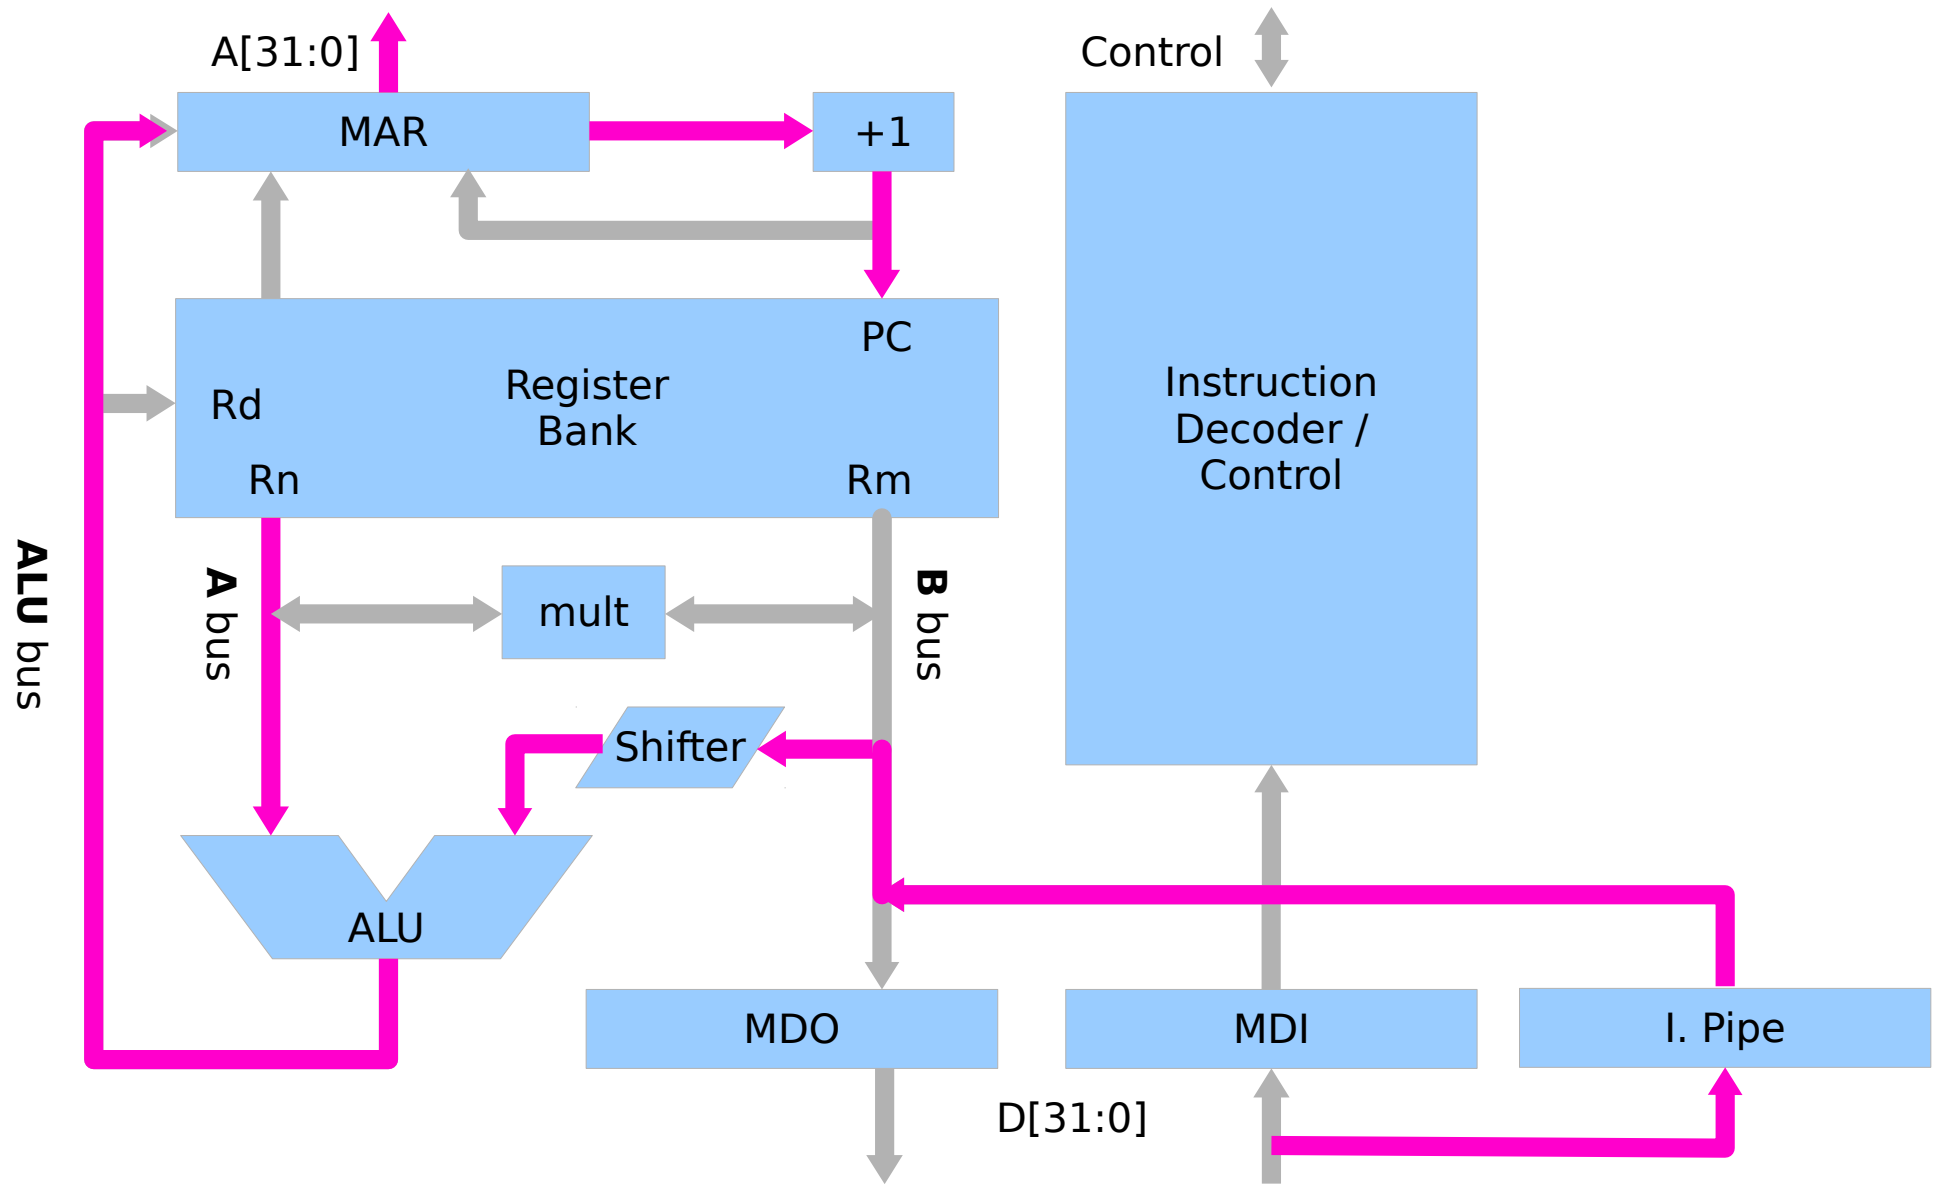 A[31:0]
Control
MAR
+1
PC
Register
Bank
Rd
Rn
Rm
Instruction
Decoder /
Control
ALU bus
A bus
mult
B bus
Shifter
ALU
MDO
MDI
I. Pipe
D[31:0]